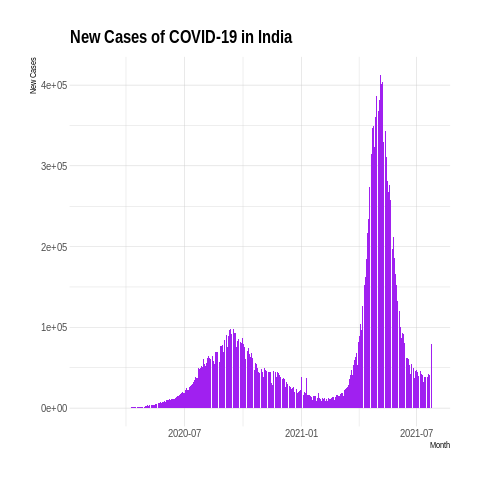 New Cases of COVID-19 in India
New Cases
4e+05
3e+05
2e+05
1e+05
0e+00
2020-07 2021-01 2021-07
Month